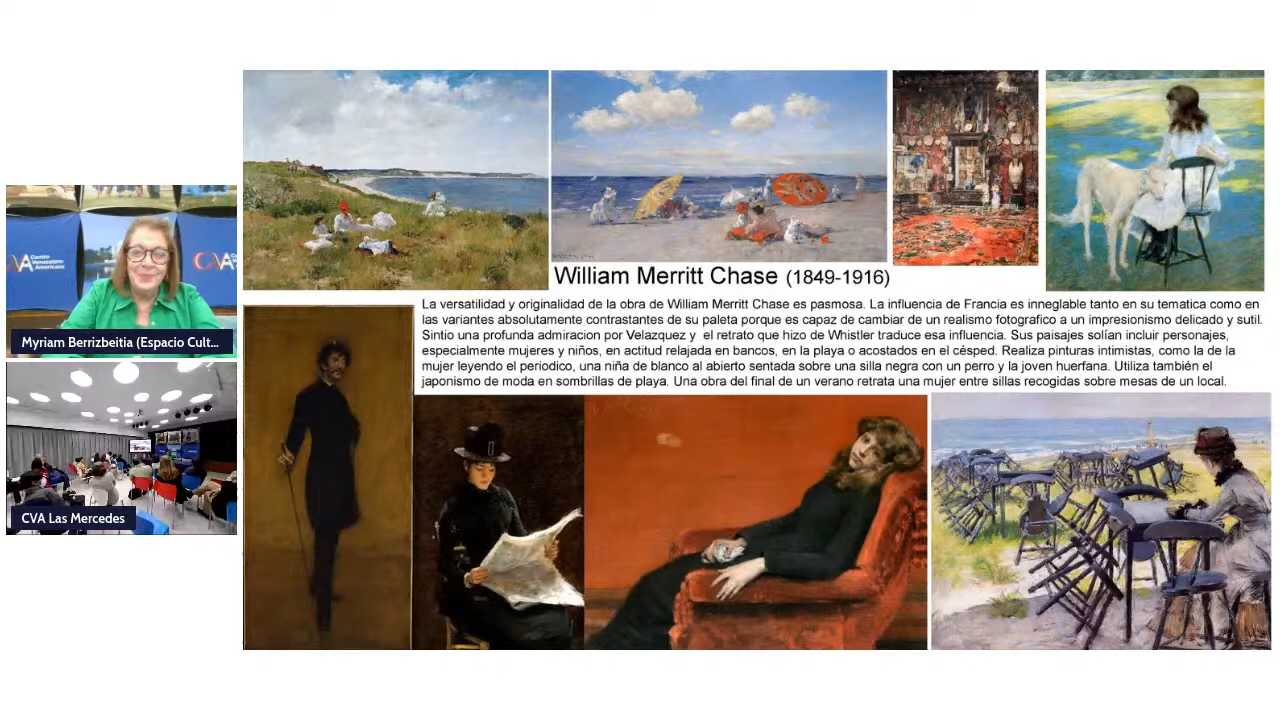 CVA Centro Venezolano Americano
CVA
Myriam Berrizbeitia (Espacio Cult...
CVA Las Mercedes
William Merritt Chase (1849-1916)
La versatilidad y originalidad de la obra de William Merritt Chase es pasmosa. La influencia de Francia es inneglable tanto en su tematica como en
las variantes absolutamente contrastantes de su paleta porque es capaz de cambiar de un realismo fotografico a un impresionismo delicado y sutil.
Sintio una profunda admiracion por Velazquez y  el retrato que hizo de Whistler traduce esa influencia. Sus paisajes solían incluir personajes,
especialmente mujeres y niños, en actitud relajada en bancos, en la playa o acostados en el césped. Realiza pinturas intimistas, como la de la
mujer leyendo el periodico, una niña de blanco al abierto sentada sobre una silla negra con un perro y la joven huerfana. Utiliza también el
japonismo de moda en sombrillas de playa. Una obra del final de un verano retrata una mujer entre sillas recogidas sobre mesas de un local.